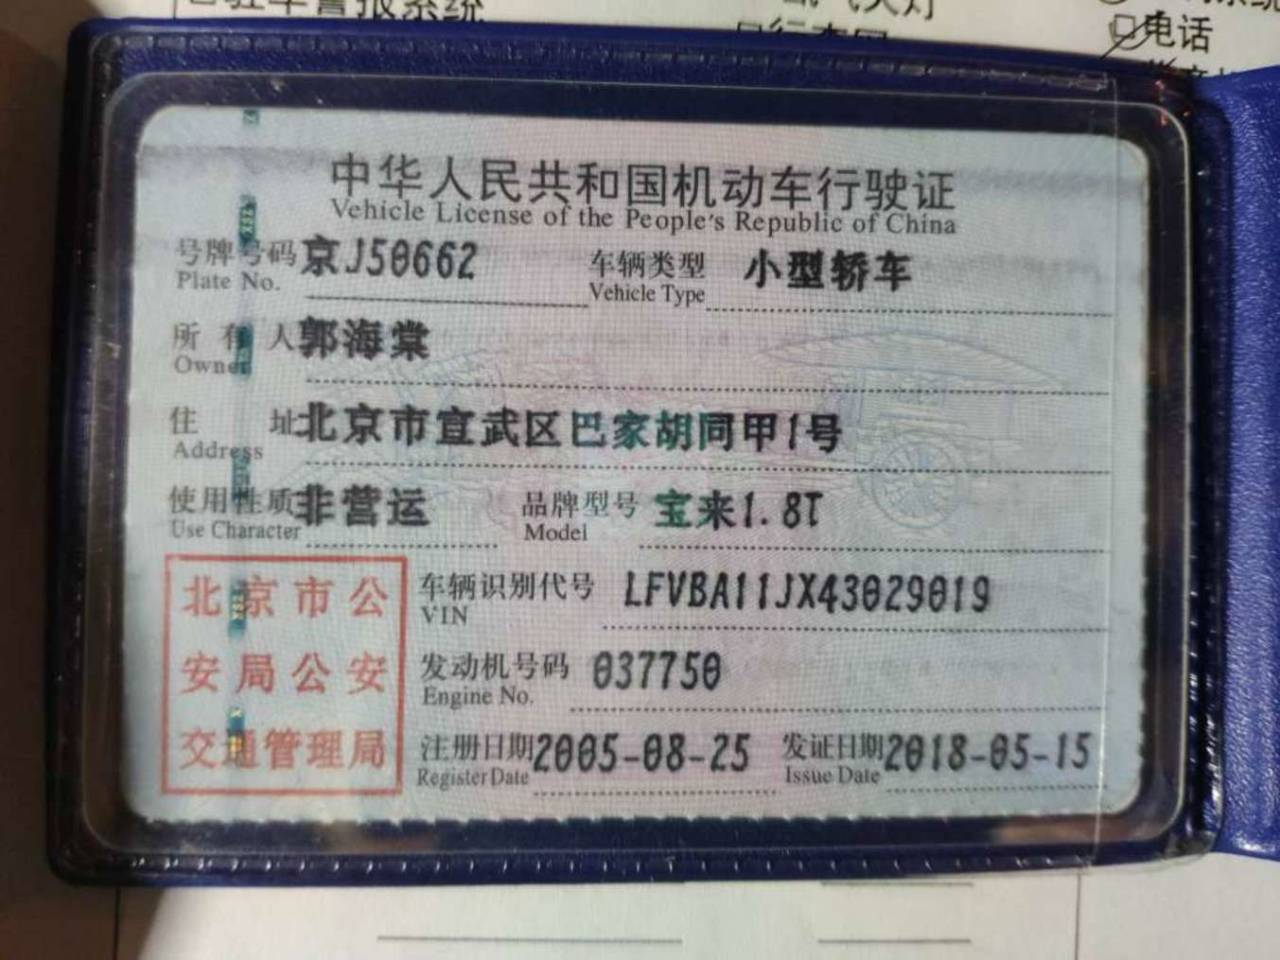 驻车警报系统
电话
中华人民共和国机动车行驶证
Vehicle License of the People's Republic of China
号牌号码 京J50662 车辆类型 小型轿车
Plate No. Vehicle Type
所有人 郭海棠
Owner
住址 北京市宣武区巴家胡同甲1号
Address
使用性质 非营运 品牌型号 宝来1.8T
Use Character Model
北京市公
安局公安
交通管理局
车辆识别代号 LFVBA11JX43029019
VIN
发动机号码 037750
Engine No.
注册日期 2005-08-25 发证日期 2018-05-15
Register Date Issue Date